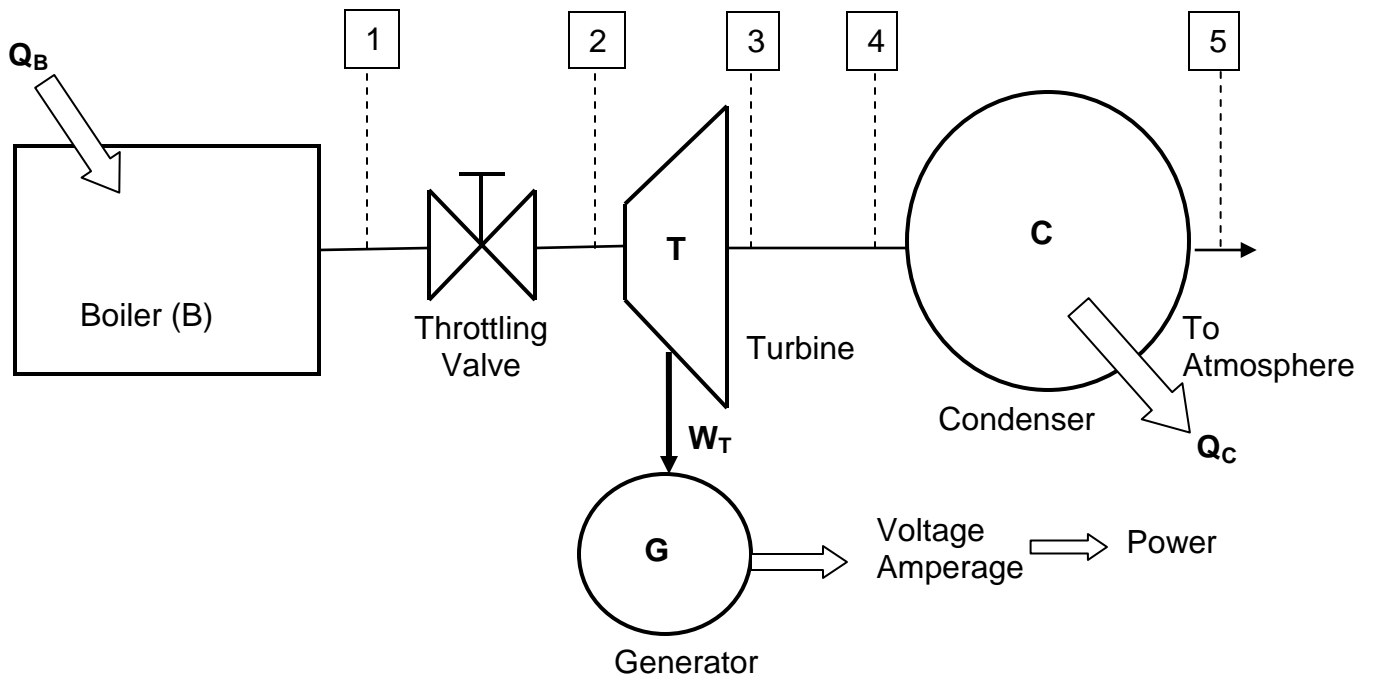 1
2
3
4
5
Q_B
Boiler (B)
Throttling
Valve
T
Turbine
W_T
C
Condenser
To
Atmosphere
Q_C
G
Generator
Voltage
Amperage
Power